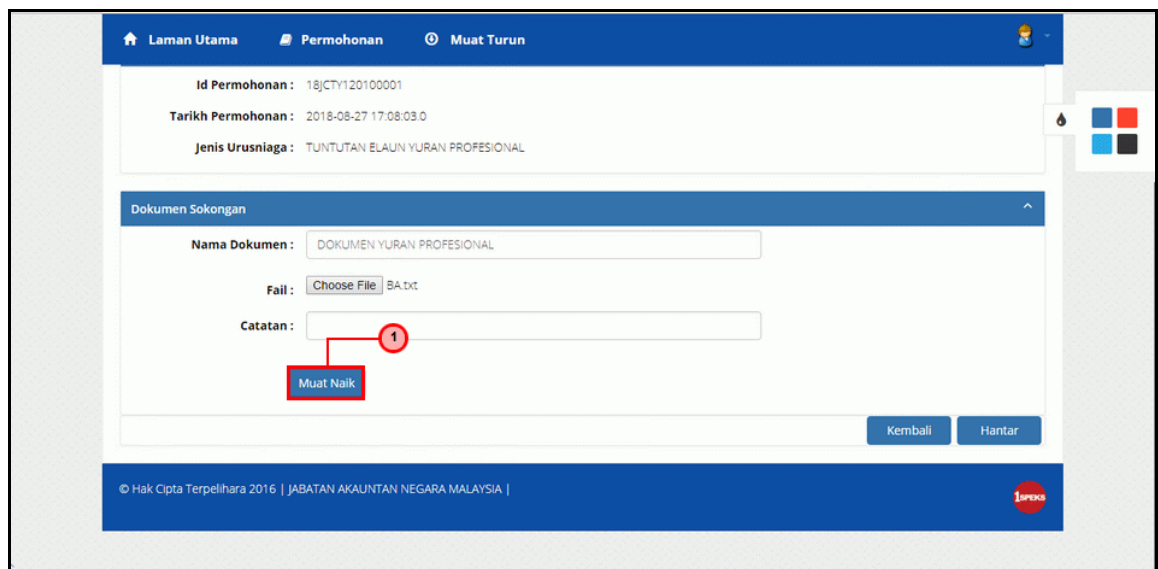 Laman Utama Permohonan Muat Turun
Id Permohonan : 18JCTY120100001
Tarikh Permohonan : 2018-08-27 17:08:03.0
Jenis Urusniaga : TUNTUTAN ELAUN YURAN PROFESIONAL
Dokumen Sokongan
Nama Dokumen : DOKUMEN YURAN PROFESIONAL
Fail : Choose File BA.txt
Catatan :
1
Muat Naik
Kembali Hantar
© Hak Cipta Terpelihara 2016 | JABATAN AKAUNTAN NEGARA MALAYSIA |
1SPEKS